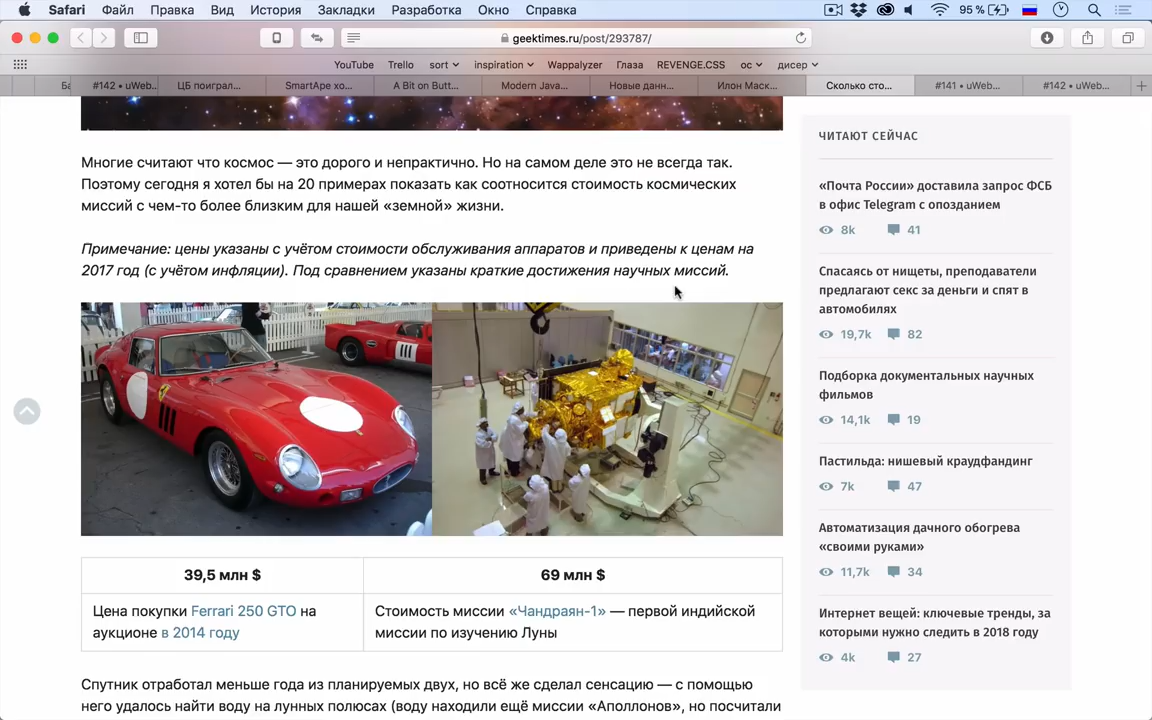 Safari Файл Правка Вид История Закладки Разработка Окно Справка 95 %
geektimes.ru/post/293787/
YouTube Trello sort inspiration Wappalyzer Глаза REVENGE.CSS ос дисер
Ба #142 • uWeb... ЦБ поиграл... SmartApe хо... A Bit on Butt... Modern Java... Новые данн... Илон Маск... Сколько сто... #141 • uWeb... #142 • uWeb...
Многие считают что космос — это дорого и непрактично. Но на самом деле это не всегда так.
Поэтому сегодня я хотел бы на 20 примерах показать как соотносится стоимость космических
миссий с чем-то более близким для нашей «земной» жизни.
Примечание: цены указаны с учётом стоимости обслуживания аппаратов и приведены к ценам на
2017 год (с учётом инфляции). Под сравнением указаны краткие достижения научных миссий.
39,5 млн $
69 млн $
Цена покупки Ferrari 250 GTO на
аукционе в 2014 году
Стоимость миссии «Чандраян-1» — первой индийской
миссии по изучению Луны
Спутник отработал меньше года из планируемых двух, но всё же сделал сенсацию — с помощью
него удалось найти воду на лунных полюсах (воду находили ещё миссии «Аполлонов», но посчитали
ЧИТАЮТ СЕЙЧАС
«Почта России» доставила запрос ФСБ
в офис Telegram с опозданием
8k 41
Спасаясь от нищеты, преподаватели
предлагают секс за деньги и спят в
автомобилях
19,7k 82
Подборка документальных научных
фильмов
14,1k 19
Пастильда: нишевый краудфандинг
7k 47
Автоматизация дачного обогрева
«своими руками»
11,7k 34
Интернет вещей: ключевые тренды, за
которыми нужно следить в 2018 году
4k 27